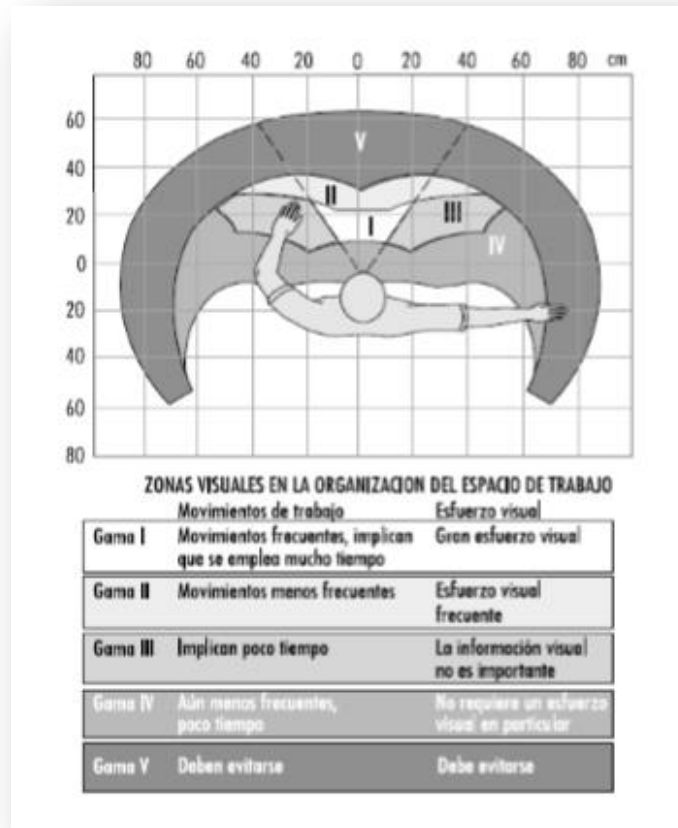 80 60 40 20 0 20 40 60 80 cm
60
40
20
0
20
40
60
80
V
II
I
III
IV
ZONAS VISUALES EN LA ORGANIZACION DEL ESPACIO DE TRABAJO
Movimientos de trabajo Esfuerzo visual
Gama I Movimientos frecuentes, implican Gran esfuerzo visual
que se emplea mucho tiempo
Gama II Movimientos menos frecuentes Esfuerzo visual
frecuente
Gama III Implican poco tiempo La información visual
no es importante
Gama IV Aún menos frecuentes, No requiere un esfuerzo
poco tiempo visual en particular
Gama V Deben evitarse Debe evitarse